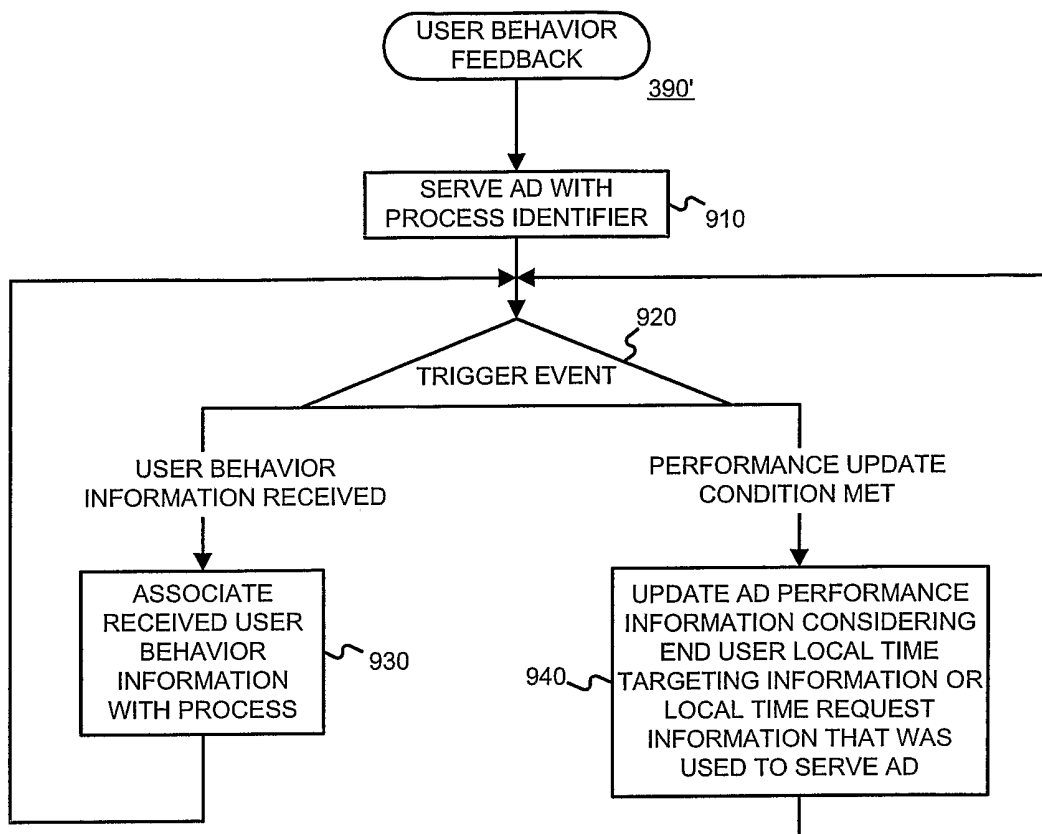 USER BEHAVIOR
FEEDBACK
390'
SERVE AD WITH
PROCESS IDENTIFIER
910
920
TRIGGER EVENT
USER BEHAVIOR
INFORMATION RECEIVED
PERFORMANCE UPDATE
CONDITION MET
ASSOCIATE
RECEIVED USER
BEHAVIOR
INFORMATION
WITH PROCESS
930
940
UPDATE AD PERFORMANCE
INFORMATION CONSIDERING
END USER LOCAL TIME
TARGETING INFORMATION OR
LOCAL TIME REQUEST
INFORMATION THAT WAS
USED TO SERVE AD